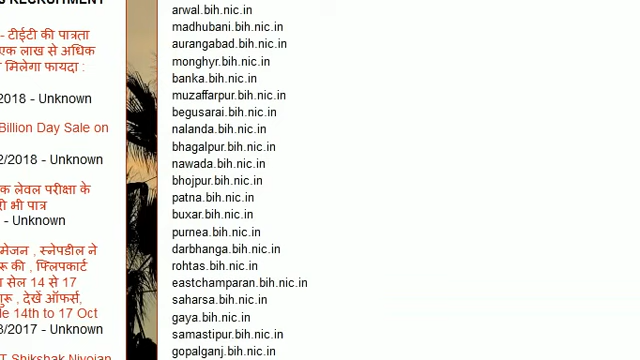 - टीईटी की पात्रता
एक लाख से अधिक
मिलेगा फायदा :
2018 - Unknown
Billion Day Sale on
2/2018 - Unknown
क लेवल परीक्षा के
री भी पात्र
- Unknown
मेजन , स्नेपडील ने
रू की , फ्लिपकार्ट
सेल 14 से 17
गुरू , देखें ऑफर्स,
le 14th to 17 Oct
3/2017 - Unknown
T Shikshak Niyojan
arwal.bih.nic.in
madhubani.bih.nic.in
aurangabad.bih.nic.in
monghyr.bih.nic.in
banka.bih.nic.in
muzaffarpur.bih.nic.in
begusarai.bih.nic.in
nalanda.bih.nic.in
bhagalpur.bih.nic.in
nawada.bih.nic.in
bhojpur.bih.nic.in
patna.bih.nic.in
buxar.bih.nic.in
purnea.bih.nic.in
darbhanga.bih.nic.in
rohtas.bih.nic.in
eastchamparan.bih.nic.in
saharsa.bih.nic.in
gaya.bih.nic.in
samastipur.bih.nic.in
gopalganj.bih.nic.in